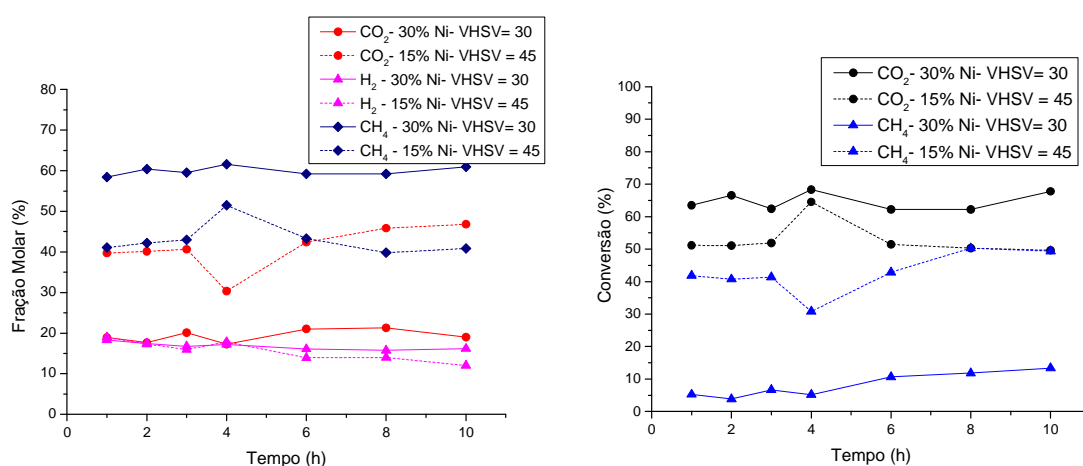 CO2- 30% Ni- VHSV= 30
CO2- 15% Ni- VHSV = 45
H2 - 30% Ni- VHSV= 30
H2 - 15% Ni- VHSV = 45
CH4 - 30% Ni- VHSV= 30
CH4 - 15% Ni- VHSV = 45
80
70
60
50
40
30
20
10
0
Fração Molar (%)
0 2 4 6 8 10
Tempo (h)
CO2- 30% Ni- VHSV= 30
CO2- 15% Ni- VHSV = 45
CH4- 30% Ni- VHSV= 30
CH4- 15% Ni- VHSV = 45
100
90
80
70
60
50
40
30
20
10
0
Conversão (%)
0 2 4 6 8 10
Tempo (h)